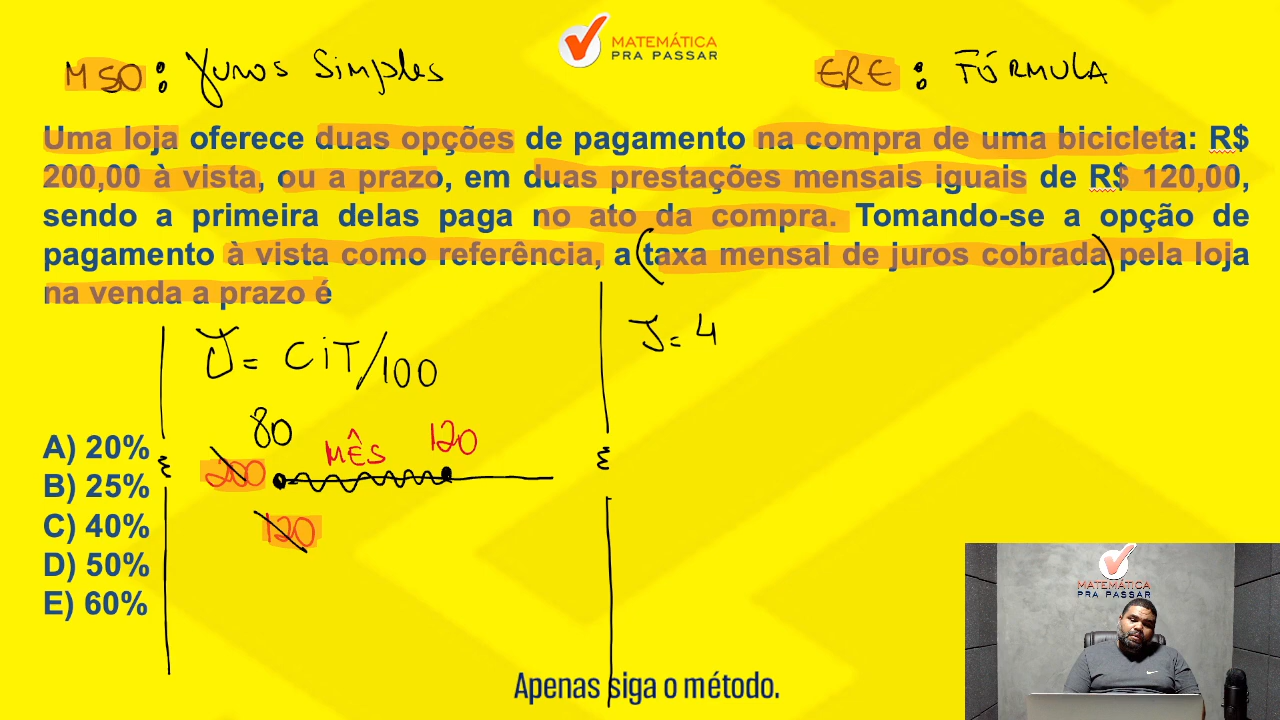 MATEMÁTICA
PRA PASSAR
MSO : Juros Simples
ERE : FÓRMULA
Uma loja oferece duas opções de pagamento na compra de uma bicicleta: R$
200,00 à vista, ou a prazo, em duas prestações mensais iguais de R$ 120,00,
sendo a primeira delas paga no ato da compra. Tomando-se a opção de
pagamento à vista como referência, a (taxa mensal de juros cobrada) pela loja
na venda a prazo é
J = CiT/100
J = 4
80
MÊS
120
200
120
A) 20%
B) 25%
C) 40%
D) 50%
E) 60%
MATEMÁTICA
PRA PASSAR
Apenas siga o método.